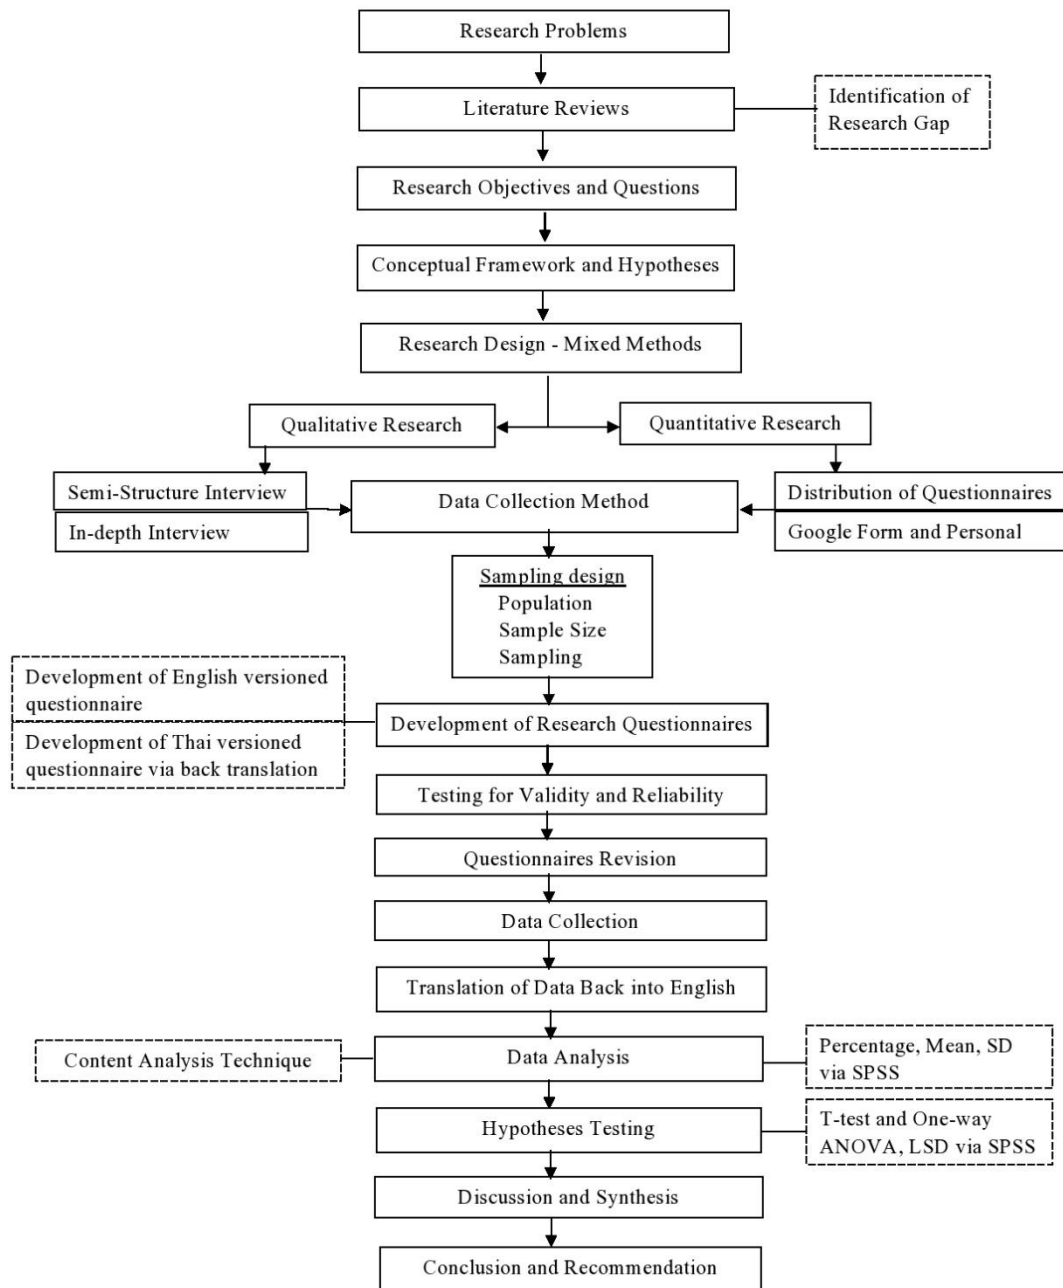 Research Problems
Literature Reviews
Identification of
Research Gap
Research Objectives and Questions
Conceptual Framework and Hypotheses
Research Design - Mixed Methods
Qualitative Research
Quantitative Research
Semi-Structure Interview
In-depth Interview
Data Collection Method
Distribution of Questionnaires
Google Form and Personal
Sampling design
Population
Sample Size
Sampling
Development of English versioned
questionnaire
Development of Thai versioned
questionnaire via back translation
Development of Research Questionnaires
Testing for Validity and Reliability
Questionnaires Revision
Data Collection
Translation of Data Back into English
Content Analysis Technique
Data Analysis
Percentage, Mean, SD
via SPSS
Hypotheses Testing
T-test and One-way
ANOVA, LSD via SPSS
Discussion and Synthesis
Conclusion and Recommendation